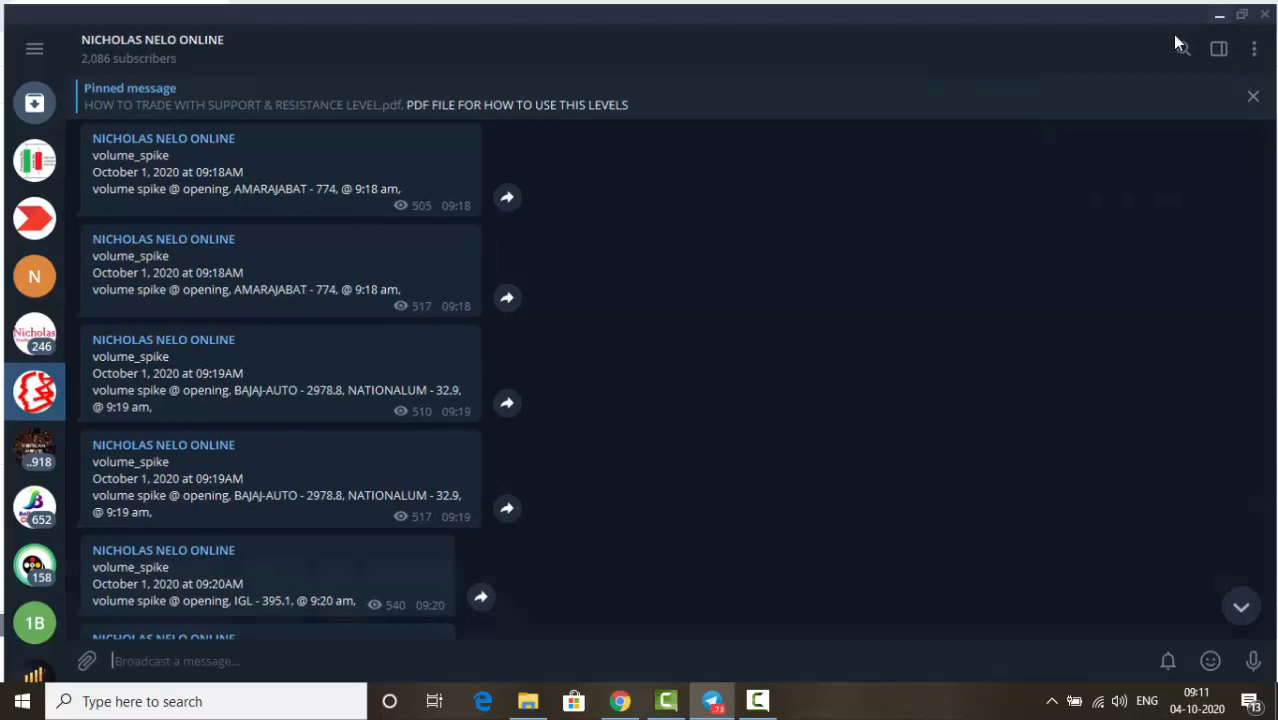 NICHOLAS NELO ONLINE
2,086 subscribers
Pinned message
HOW TO TRADE WITH SUPPORT & RESISTANCE LEVEL.pdf. PDF FILE FOR HOW TO USE THIS LEVELS
NICHOLAS NELO ONLINE
volume_spike
October 1, 2020 at 09:18AM
volume spike @ opening, AMARAJABAT - 774, @ 9:18 am,
505 09:18
NICHOLAS NELO ONLINE
volume_spike
October 1, 2020 at 09:18AM
volume spike @ opening, AMARAJABAT - 774, @ 9:18 am,
517 09:18
NICHOLAS NELO ONLINE
volume_spike
October 1, 2020 at 09:19AM
volume spike @ opening, BAJAJ-AUTO - 2978.8, NATIONALUM - 32.9,
@ 9:19 am,
510 09:19
NICHOLAS NELO ONLINE
volume_spike
October 1, 2020 at 09:19AM
volume spike @ opening, BAJAJ-AUTO - 2978.8, NATIONALUM - 32.9,
@ 9:19 am,
517 09:19
NICHOLAS NELO ONLINE
volume_spike
October 1, 2020 at 09:20AM
volume spike @ opening, IGL - 395.1, @ 9:20 am,
540 09:20
NICHOLAS NELO ONLINE
N
Nicholas
246
..918
652
158
1B
Broadcast a message...
Type here to search
..73
ENG
09:11
04-10-2020
13